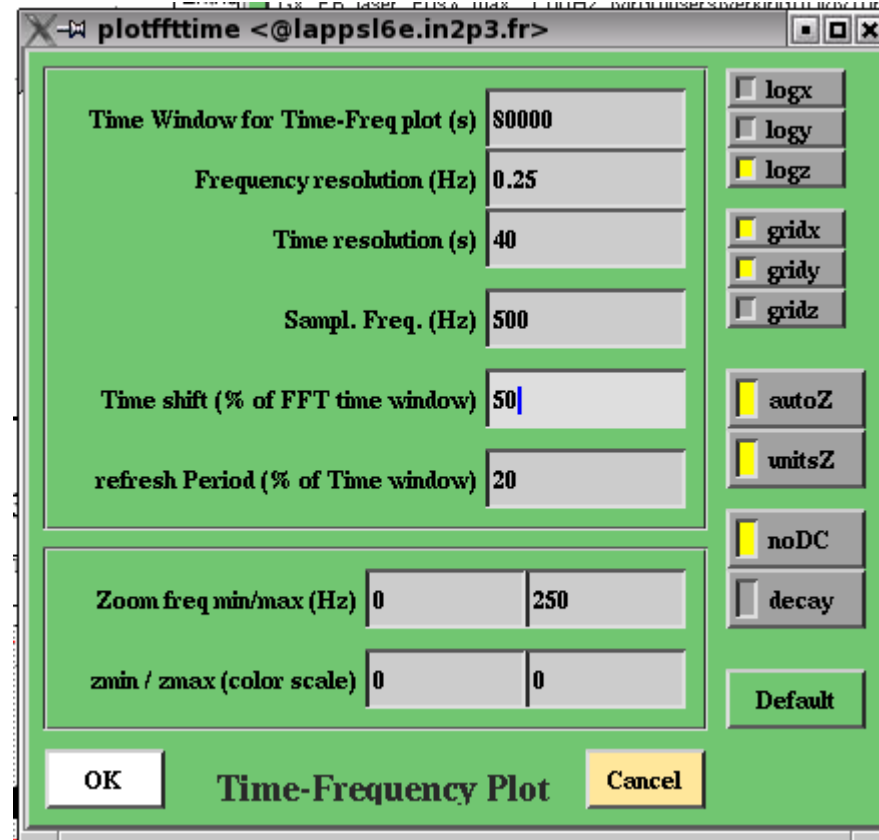 plotffttime <@lappsl6e.in2p3.fr>
Time Window for Time-Freq plot (s) 80000
logx
logy
Frequency resolution (Hz) 0.25
logz
Time resolution (s) 40
gridx
gridy
gridz
Sampl. Freq. (Hz) 500
Time shift (% of FFT time window) 50
autoZ
refresh Period (% of Time window) 20
unitsZ
noDC
Zoom freq min/max (Hz) 0 250
decay
zmin / zmax (color scale) 0 0
Default
OK
Time-Frequency Plot
Cancel